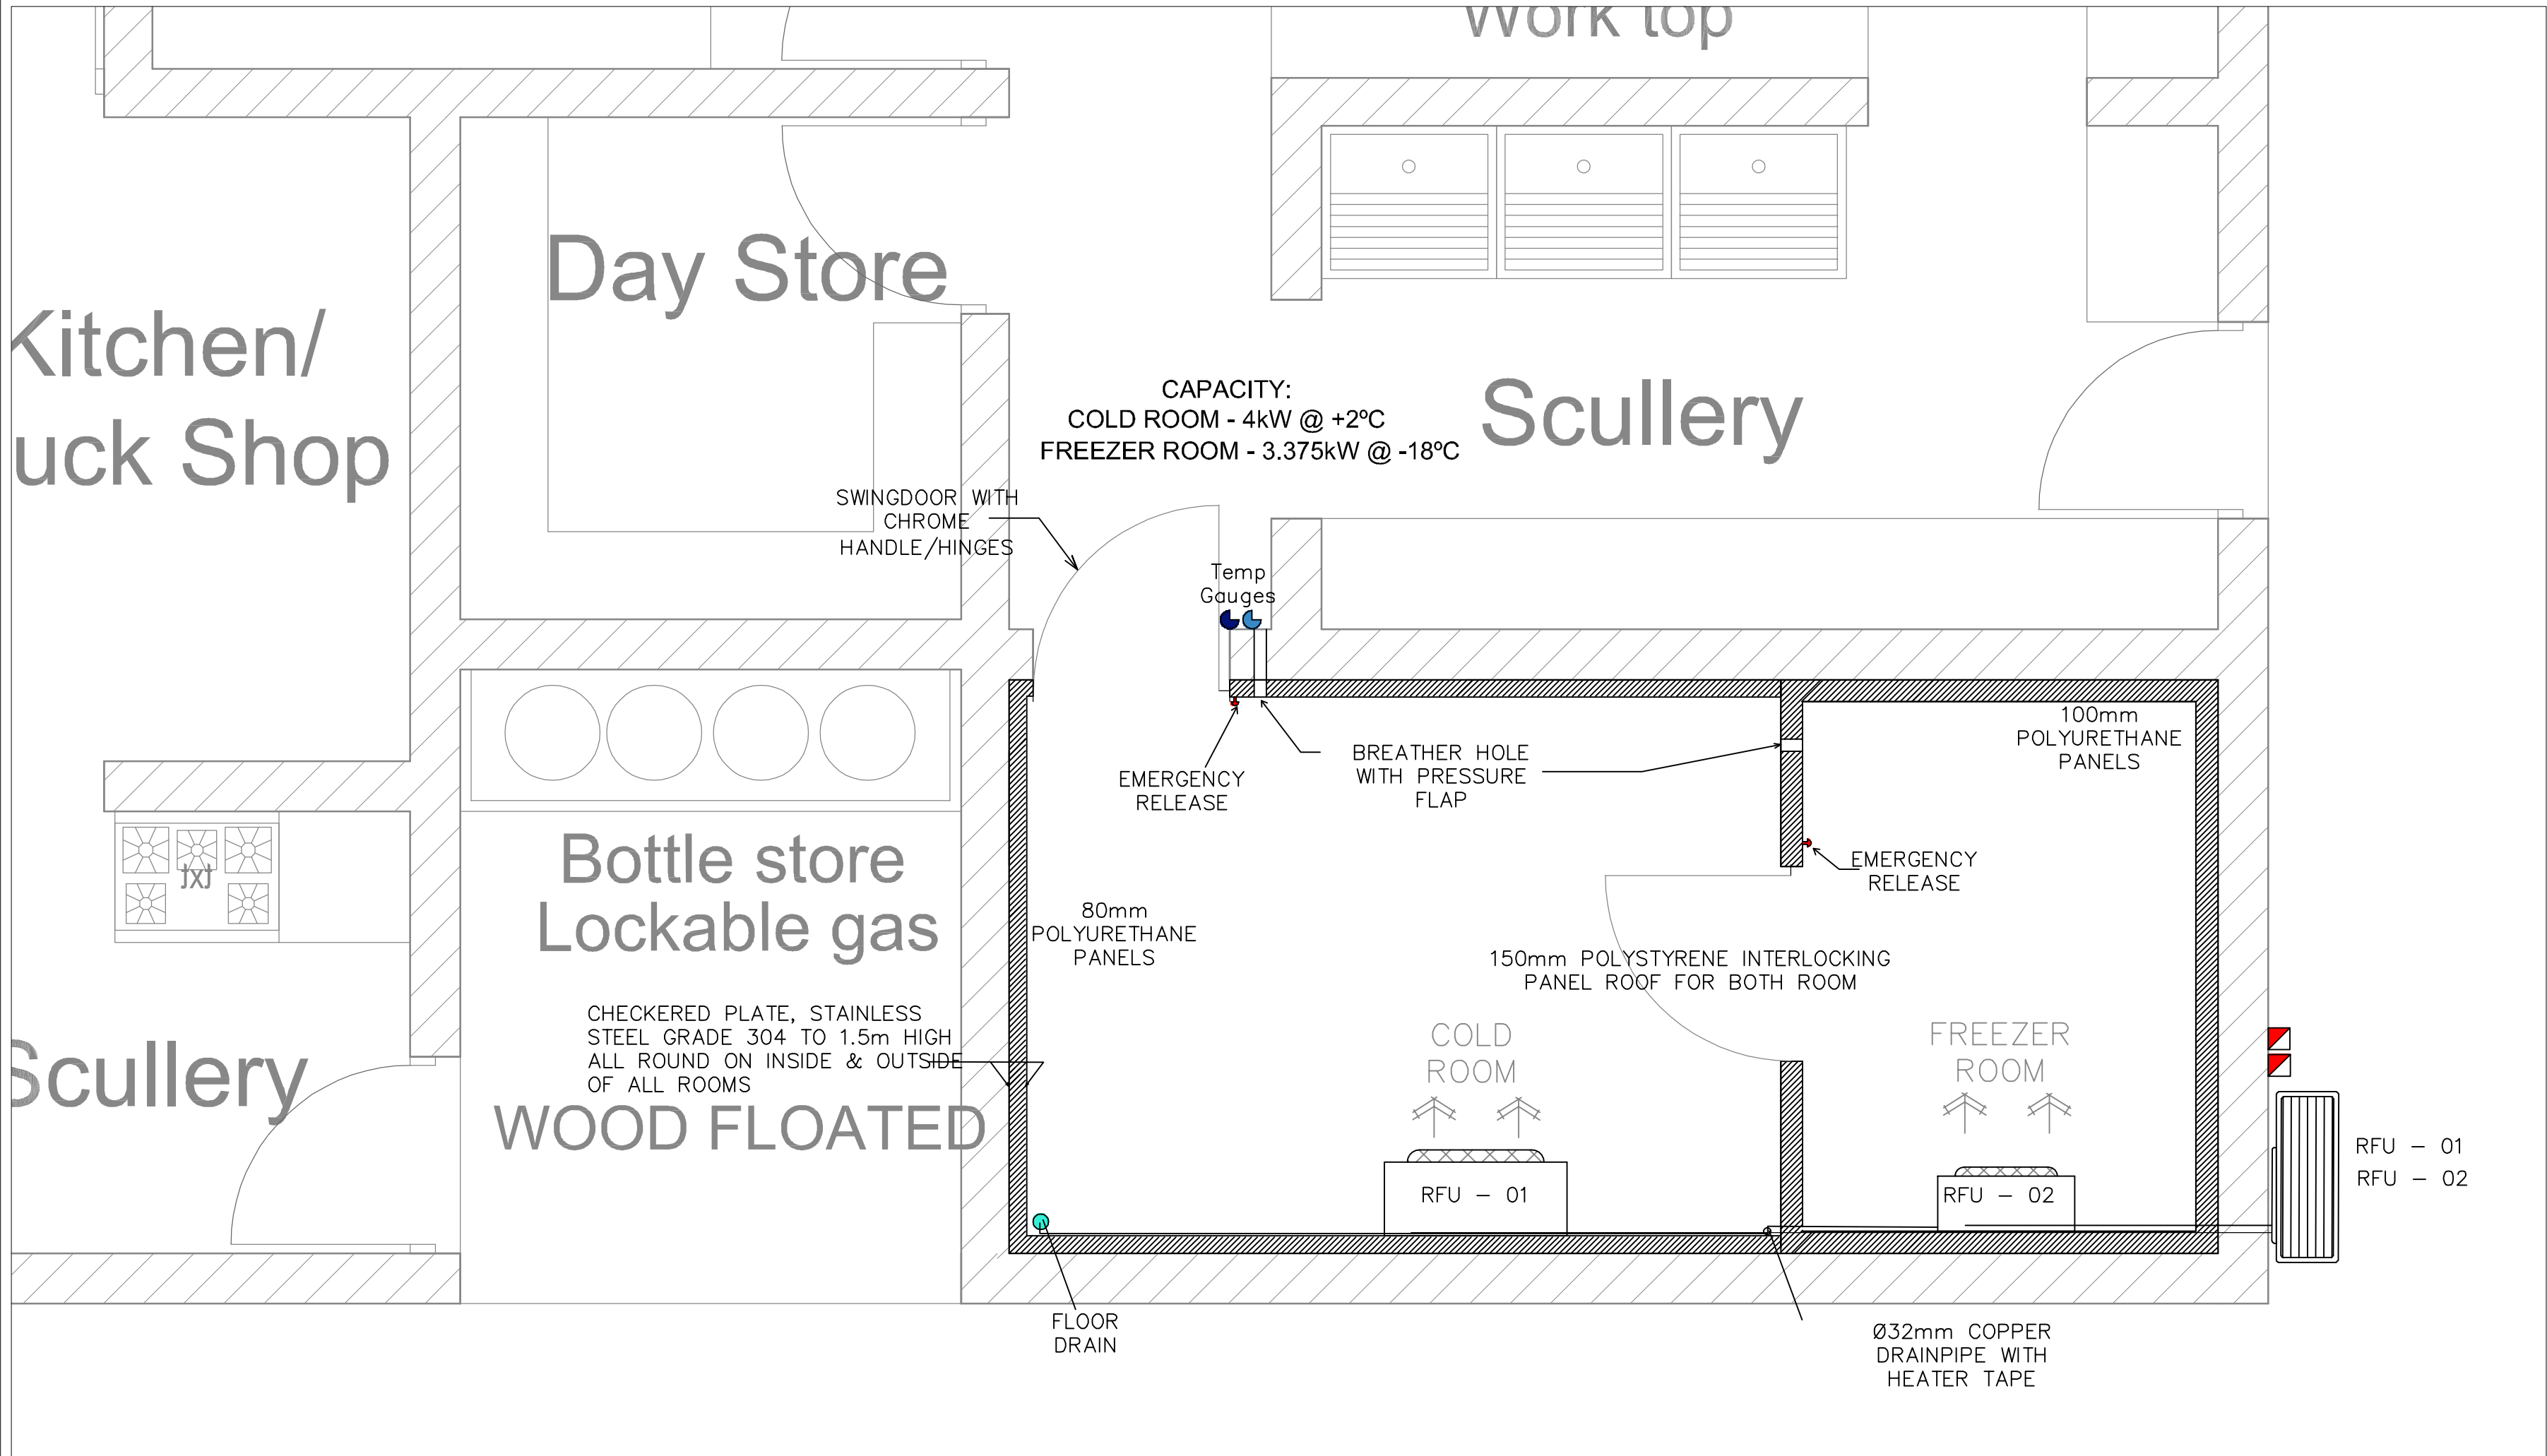 Work top
Day Store
Kitchen/
uck Shop
CAPACITY:
COLD ROOM - 4kW @ +2ºC
FREEZER ROOM - 3.375kW @ -18ºC
Scullery
SWINGDOOR WITH
CHROME
HANDLE/HINGES
Temp
Gauges
100mm
POLYURETHANE
PANELS
BREATHER HOLE
WITH PRESSURE
FLAP
EMERGENCY
RELEASE
EMERGENCY
RELEASE
Bottle store
Lockable gas
80mm
POLYURETHANE
PANELS
150mm POLYSTYRENE INTERLOCKING
PANEL ROOF FOR BOTH ROOM
CHECKERED PLATE, STAINLESS
STEEL GRADE 304 TO 1.5m HIGH
ALL ROUND ON INSIDE & OUTSIDE
OF ALL ROOMS
WOOD FLOATED
Scullery
COLD
ROOM
FREEZER
ROOM
RFU - 01
RFU - 02
RFU - 01
RFU - 02
FLOOR
DRAIN
Ø32mm COPPER
DRAINPIPE WITH
HEATER TAPE